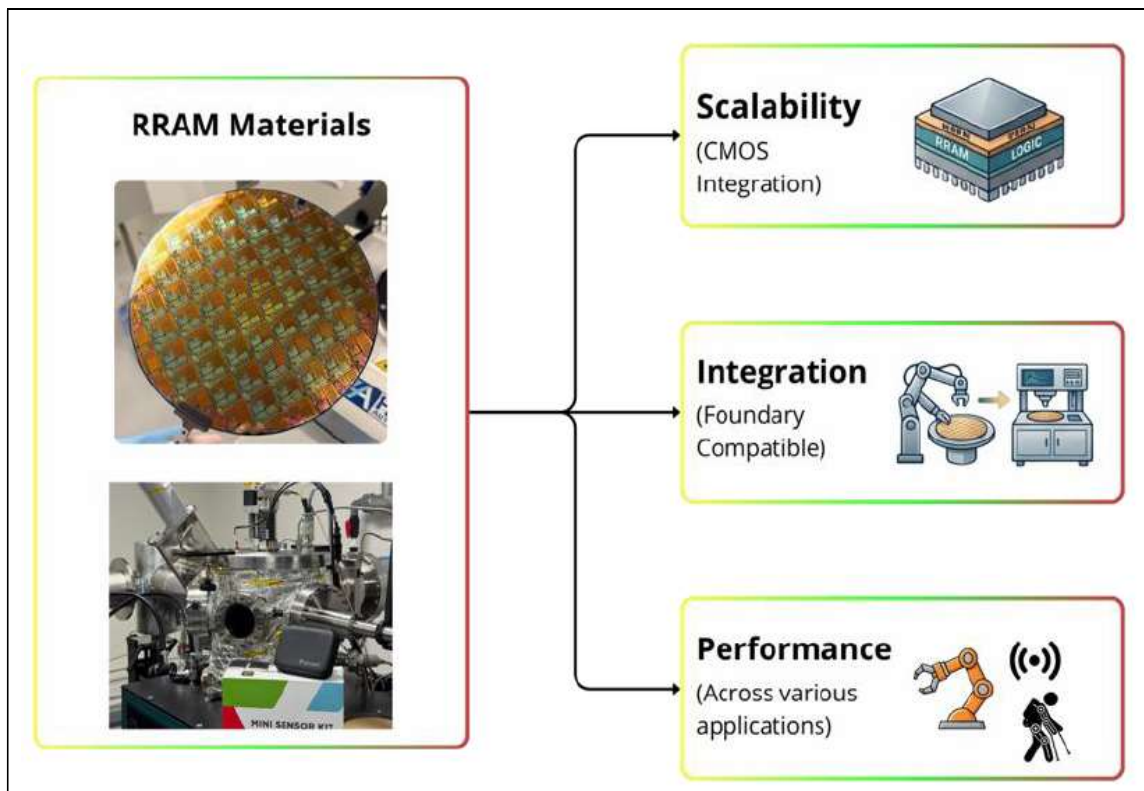 RRAM Materials
MINI SENSOR KIT
Scalability
(CMOS
Integration)
RRAM
LOGIC
Integration
(Foundary
Compatible)
Performance
(Across various
applications)